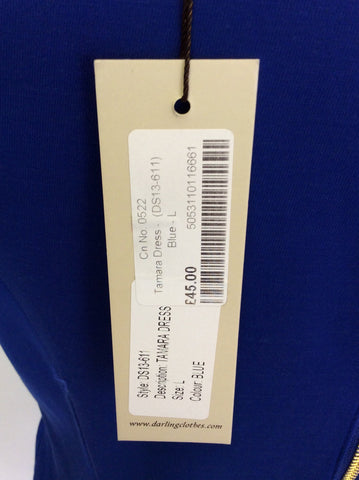 Cn No: 0522
Tamara Dress - (DS13-611)
Blue - L
5053110116661
£45.00
Style: DS13-611
Description: TAMARA DRESS
Size: L
Colour: BLUE
www.darlingclothes.com